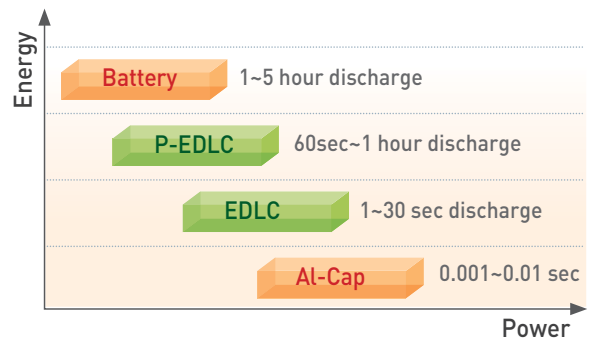 Energy
Battery 1~5 hour discharge
P-EDLC 60sec~1 hour discharge
EDLC 1~30 sec discharge
Al-Cap 0.001~0.01 sec
Power